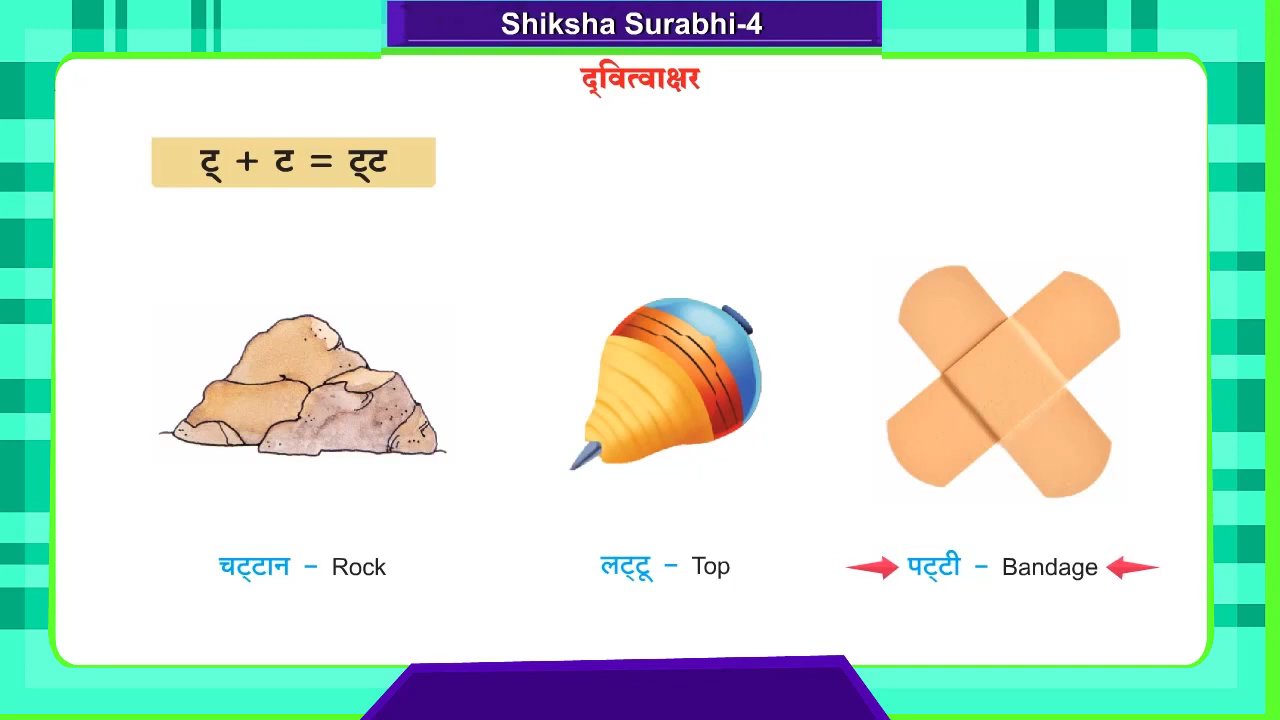 Shiksha Surabhi-4
द्‌वित्वाक्षर
ट् + ट = ट्‌ट
चट्‌टान – Rock
लट्‌टू – Top
पट्‌टी – Bandage